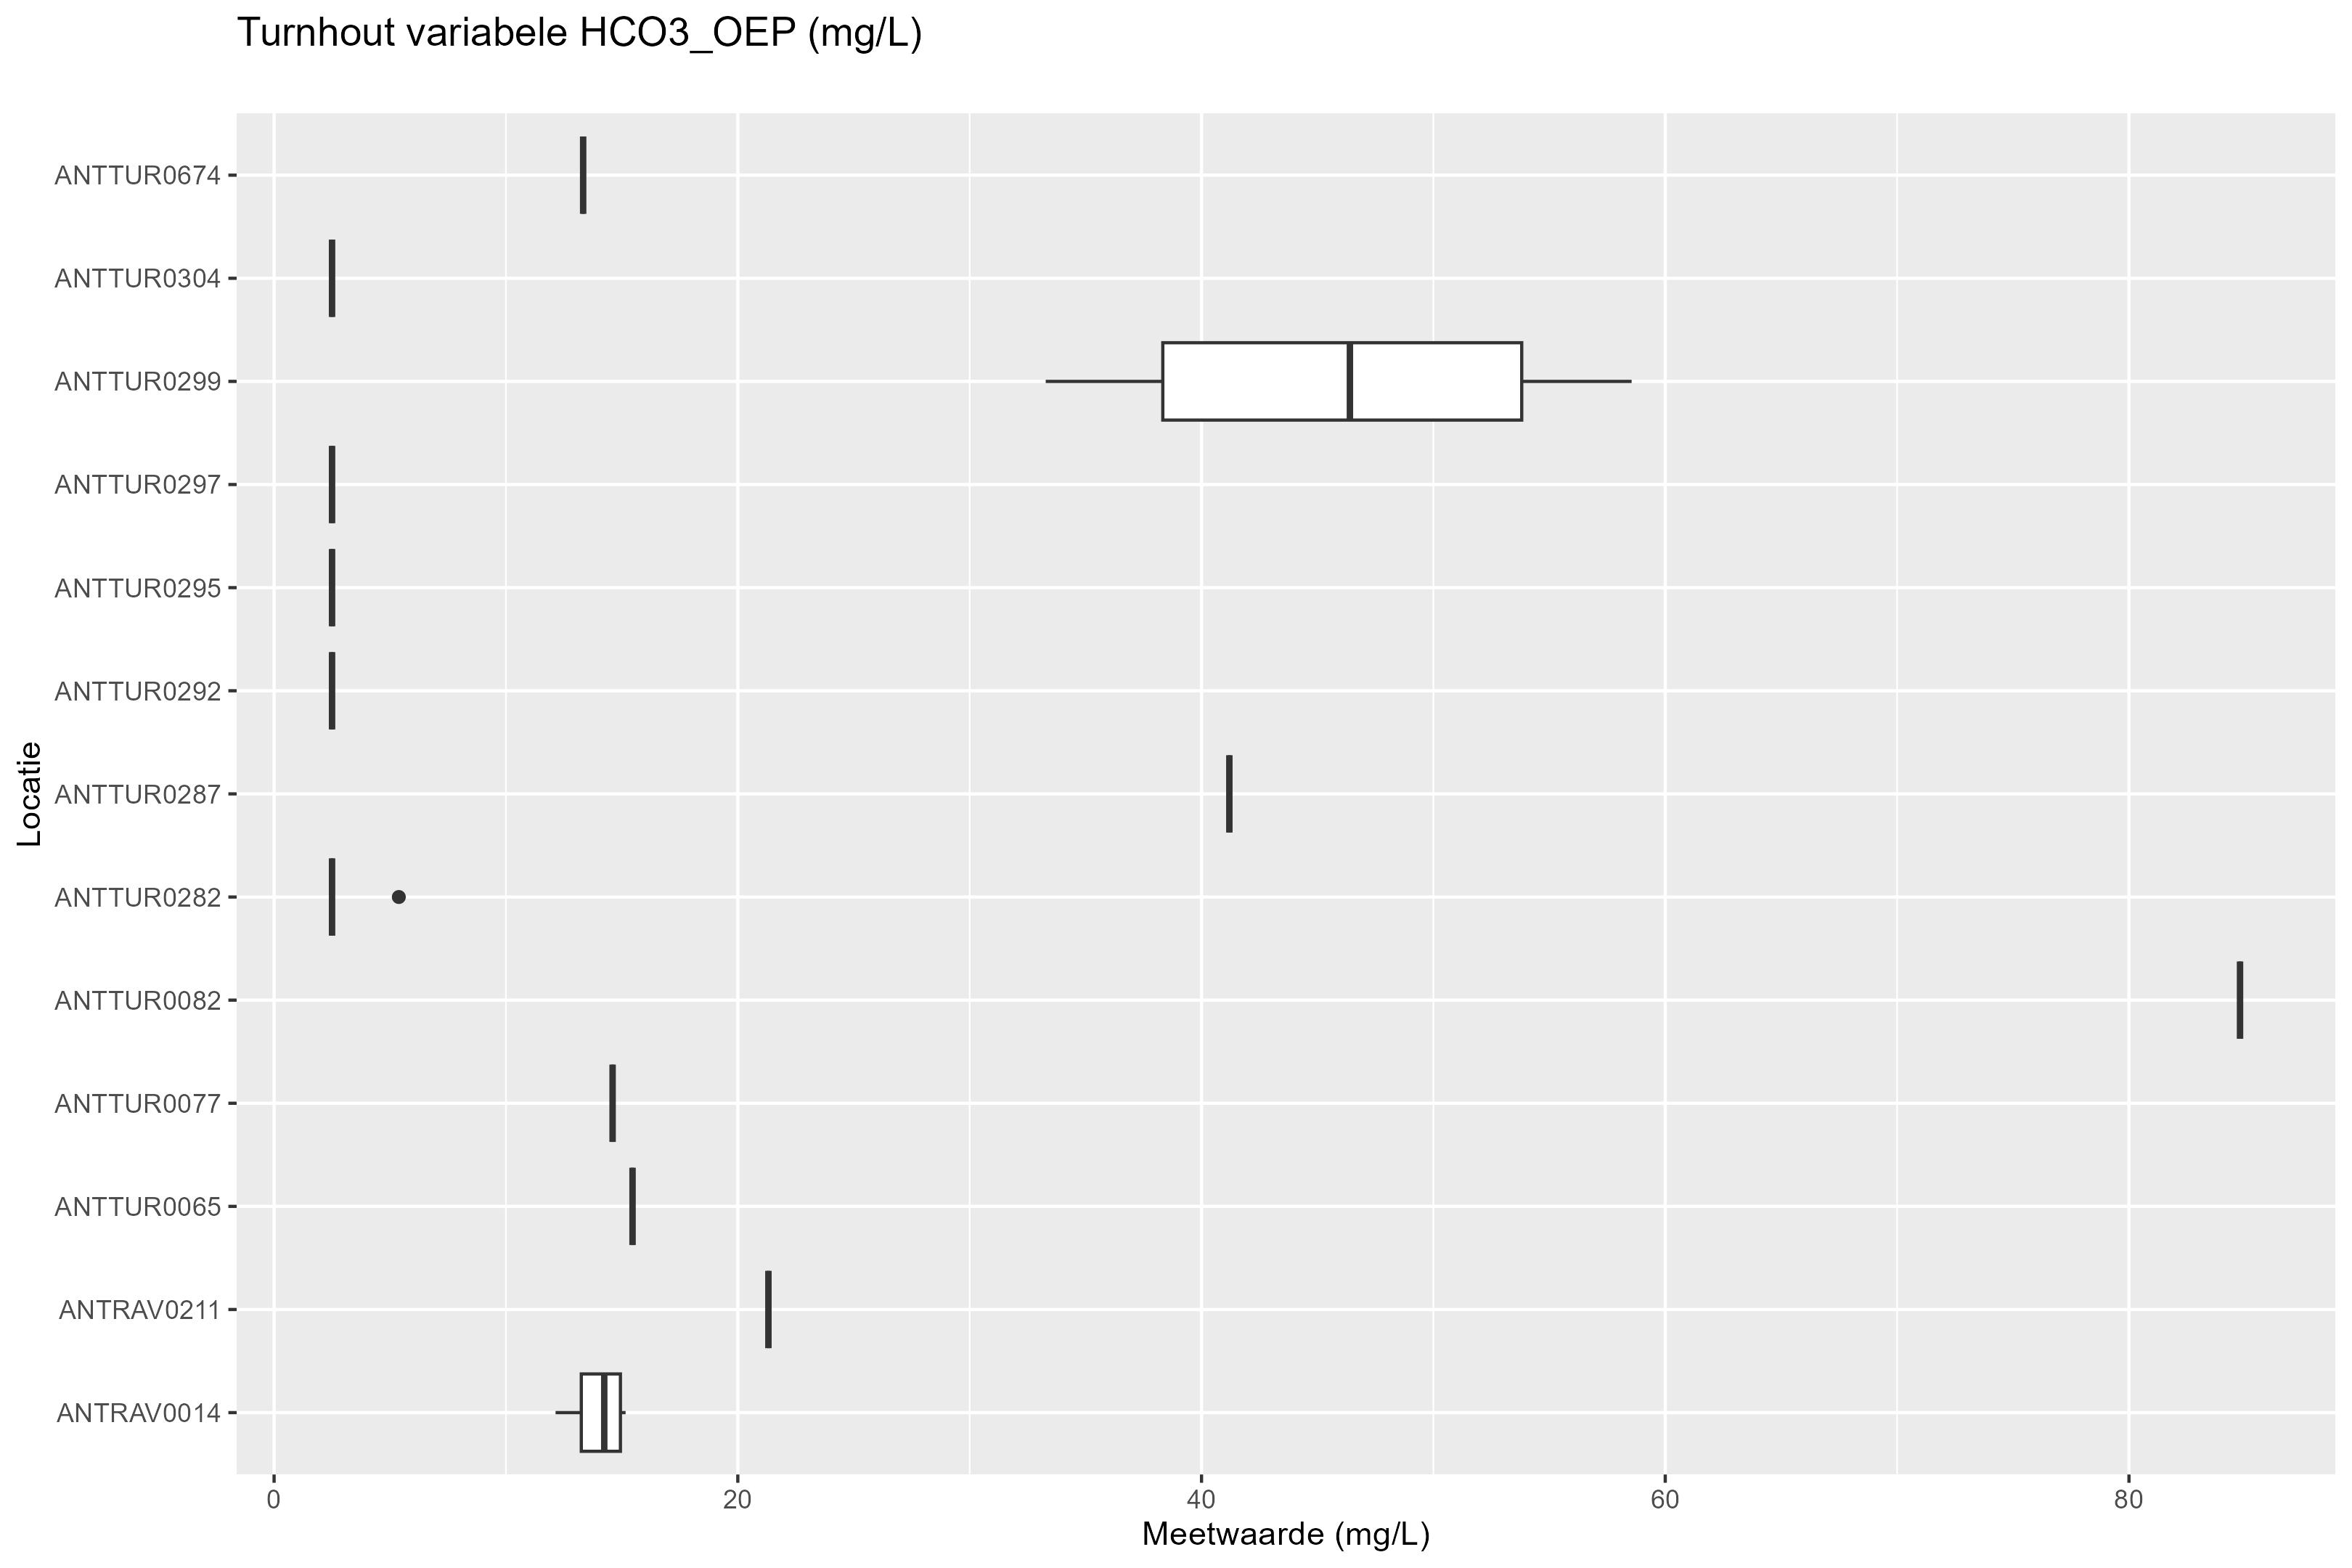 Turnhout variabele HCO3_OEP (mg/L)
ANTTUR0674
ANTTUR0304
ANTTUR0299
ANTTUR0297
ANTTUR0295
ANTTUR0292
ANTTUR0287
ANTTUR0282
ANTTUR0082
ANTTUR0077
ANTTUR0065
ANTRAV0211
ANTRAV0014
Locatie
0 20 40 60 80
Meetwaarde (mg/L)